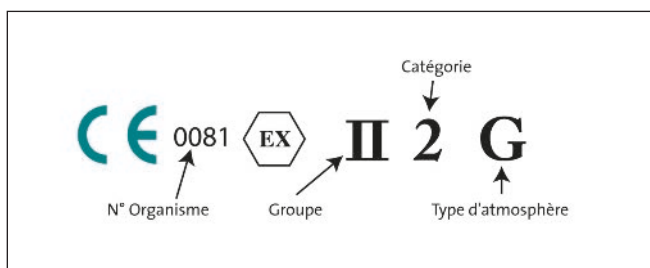 Catégorie
CE 0081 EX II 2 G
N° Organisme Groupe Type d'atmosphère